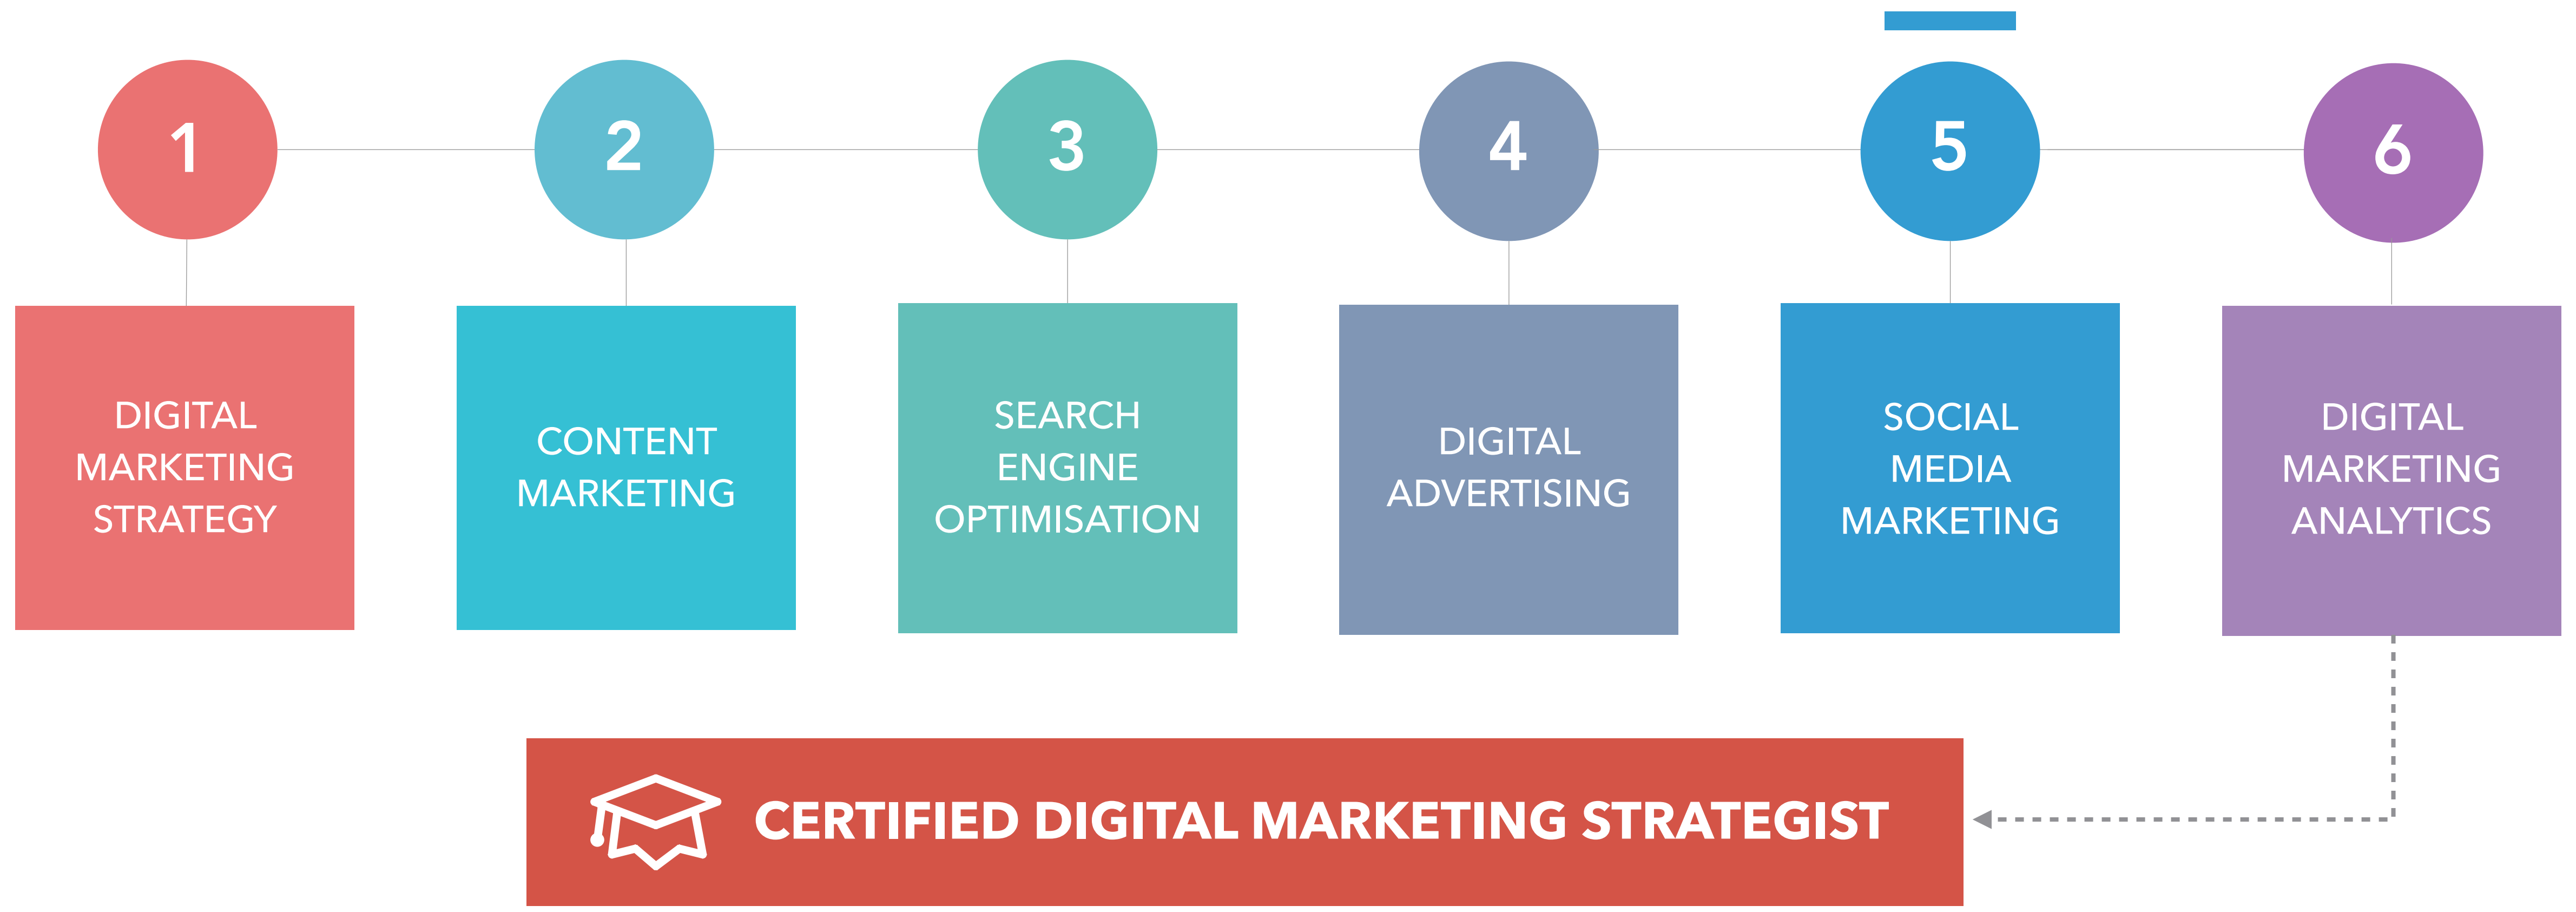 1
2
3
4
5
6
DIGITAL
MARKETING
STRATEGY
CONTENT
MARKETING
SEARCH
ENGINE
OPTIMISATION
DIGITAL
ADVERTISING
SOCIAL
MEDIA
MARKETING
DIGITAL
MARKETING
ANALYTICS
CERTIFIED DIGITAL MARKETING STRATEGIST